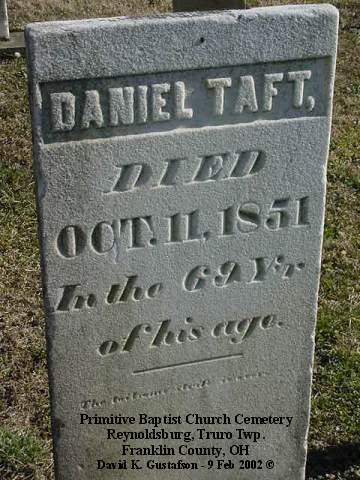 DANIEL TAFT,
DIED
OCT. 11, 1851
In the 69. Y'r.
of his age.
The
Primitive Baptist Church Cemetery
Reynoldsburg, Truro Twp.
Franklin County, OH
David K. Gustafson - 9 Feb 2002 ©